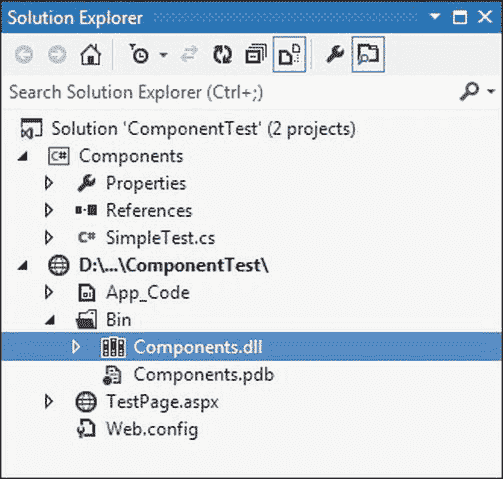 Solution Explorer
Search Solution Explorer (Ctrl+;)
Solution 'ComponentTest' (2 projects)
C# Components
Properties
References
C# SimpleTest.cs
D:\...\ComponentTest\
App_Code
Bin
Components.dll
Components.pdb
TestPage.aspx
Web.config